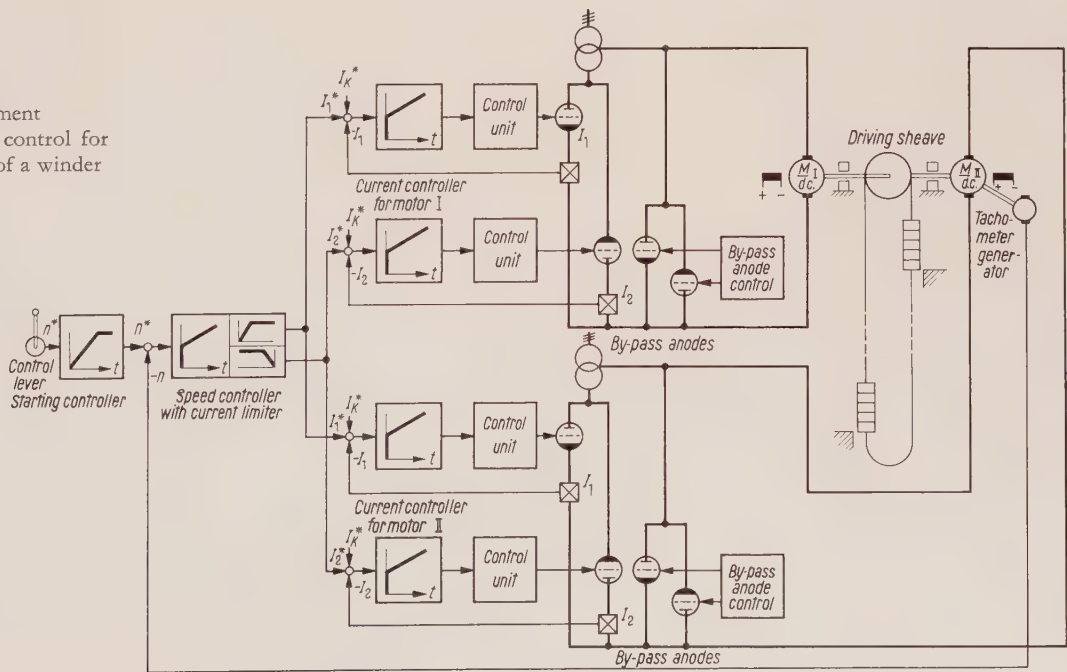 ment
control for
of a winder
I_K*
I_1*
-I_1
t
Control
unit
I_1
Current controller
for motor I
I_K*
I_2*
-I_2
t
Control
unit
I_2
By-pass
anode
control
By-pass anodes
M
d.c.
I
+ -
Driving sheave
M
d.c.
II
+ -
Tacho-
meter
gener-
ator
n*
t
n*
-n
t
Control
lever
Starting controller
Speed controller
with current limiter
I_K*
I_1*
-I_1
t
Control
unit
I_1
Current controller
for motor II
I_K*
I_2*
-I_2
t
Control
unit
I_2
By-pass
anode
control
By-pass anodes